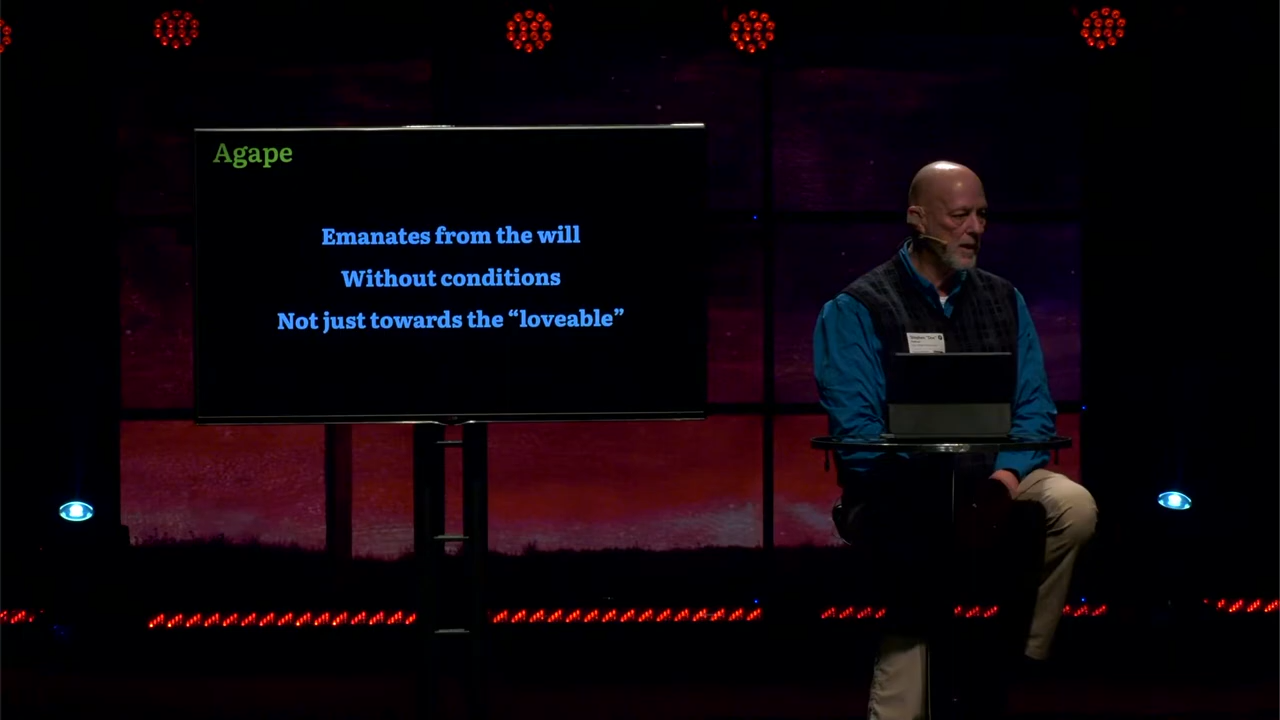 Agape
Emanates from the will
Without conditions
Not just towards the “loveable”